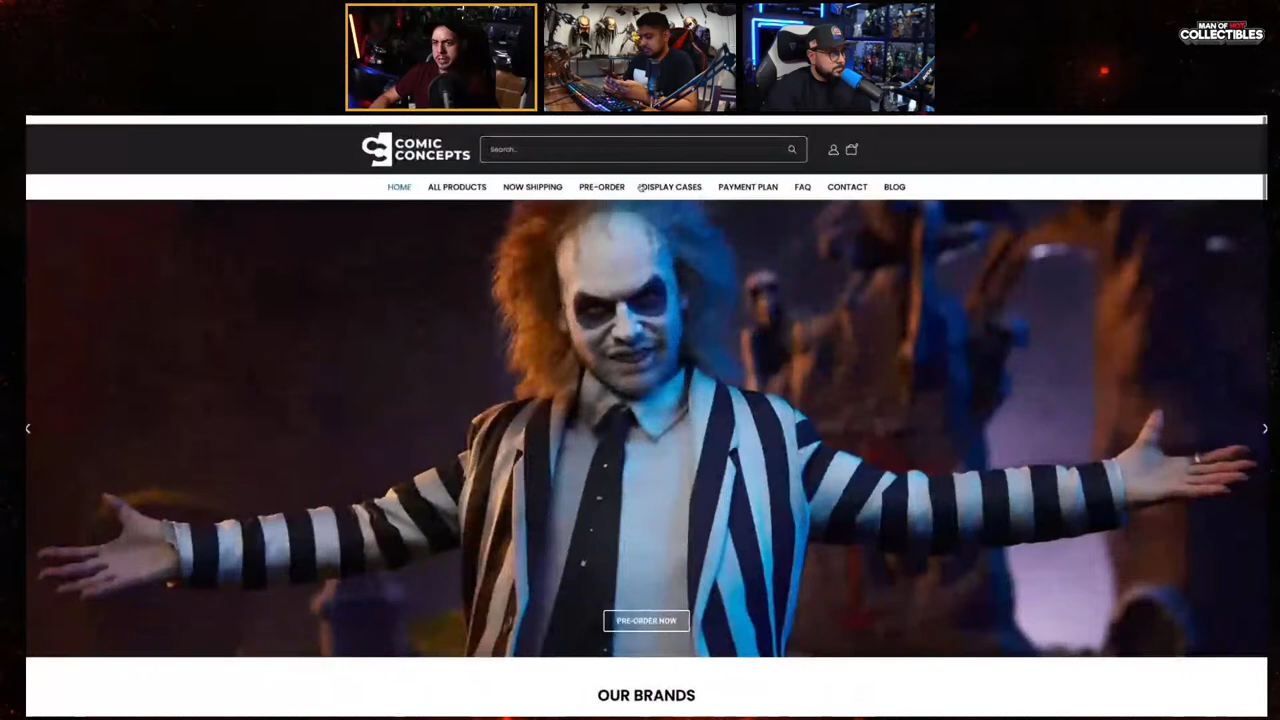 MAN OF HOT
COLLECTIBLES
COMIC
CONCEPTS
Search..
HOME ALL PRODUCTS NOW SHIPPING PRE-ORDER DISPLAY CASES PAYMENT PLAN FAQ CONTACT BLOG
PRE-ORDER NOW
OUR BRANDS